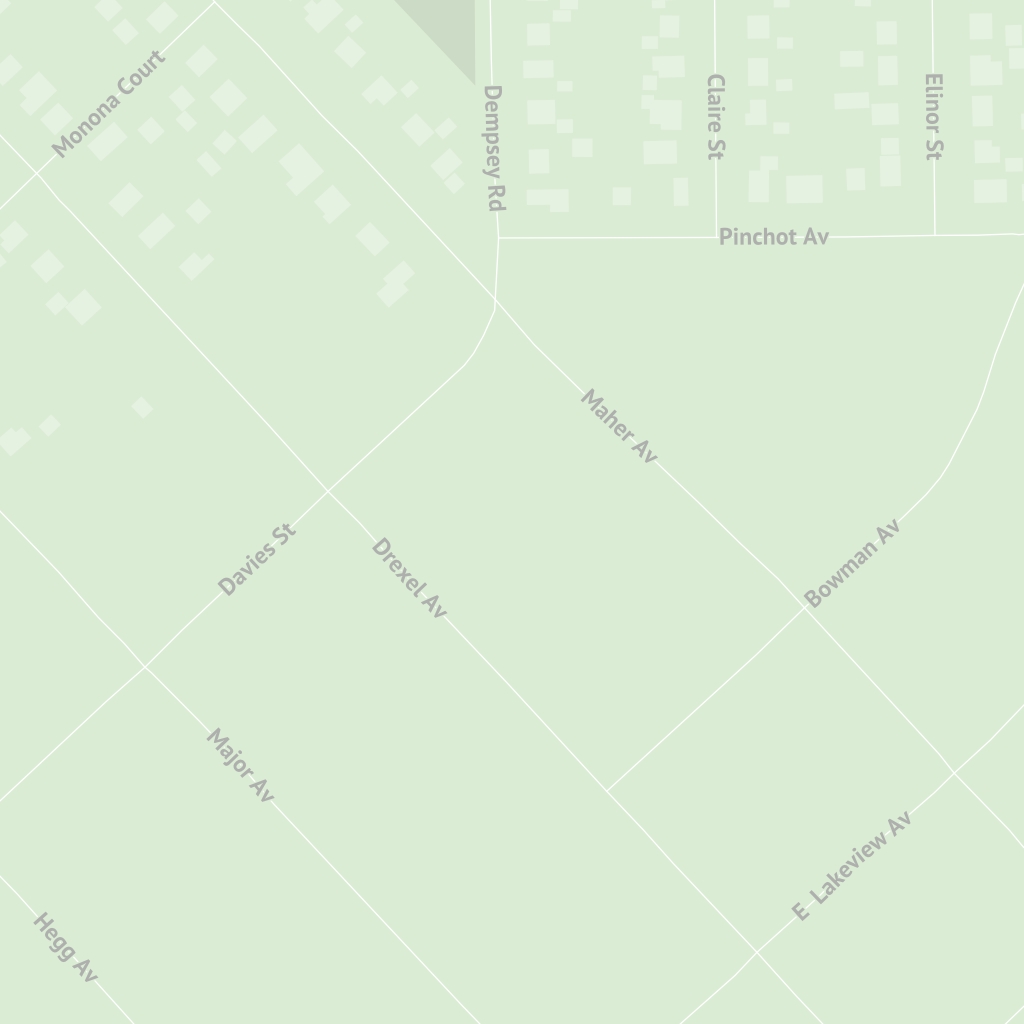 Monona Court
Dempsey Rd
Claire St
Elinor St
Pinchot Av
Maher Av
Davies St
Drexel Av
Bowman Av
Major Av
E Lakeview Av
Hegg Av